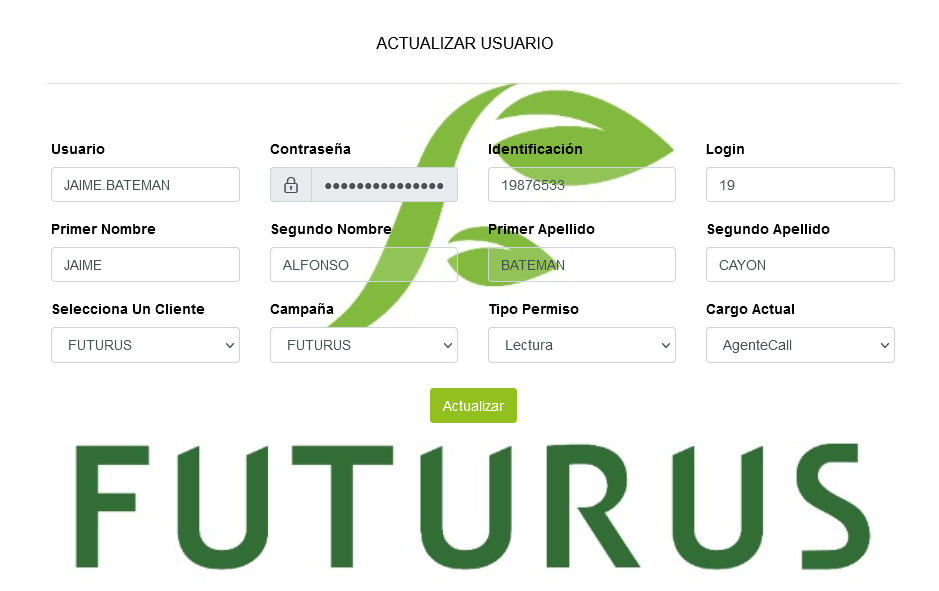 ACTUALIZAR USUARIO
Usuario Contraseña Identificación Login
JAIME.BATEMAN ●●●●●●●●●●●●●●● 19876533 19
Primer Nombre Segundo Nombre Primer Apellido Segundo Apellido
JAIME ALFONSO BATEMAN CAYON
Selecciona Un Cliente Campaña Tipo Permiso Cargo Actual
FUTURUS FUTURUS Lectura AgenteCall
Actualizar
FUTURUS